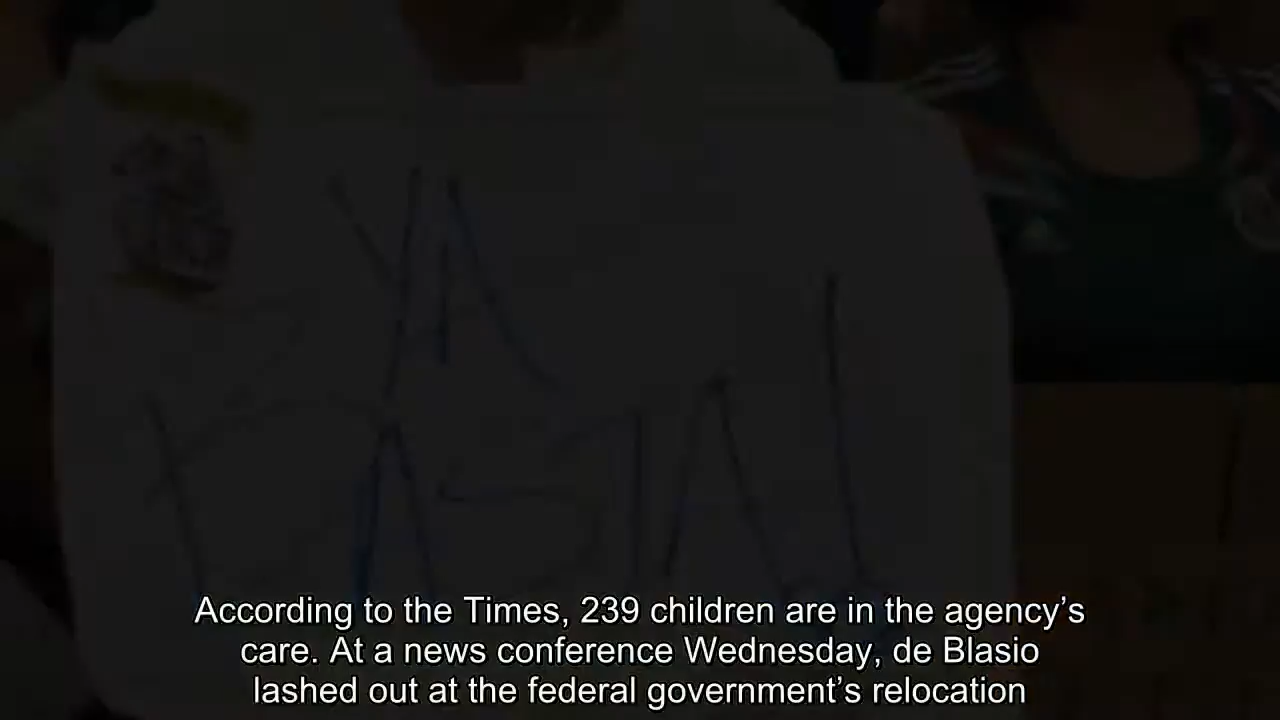 According to the Times, 239 children are in the agency’s
care. At a news conference Wednesday, de Blasio
lashed out at the federal government’s relocation